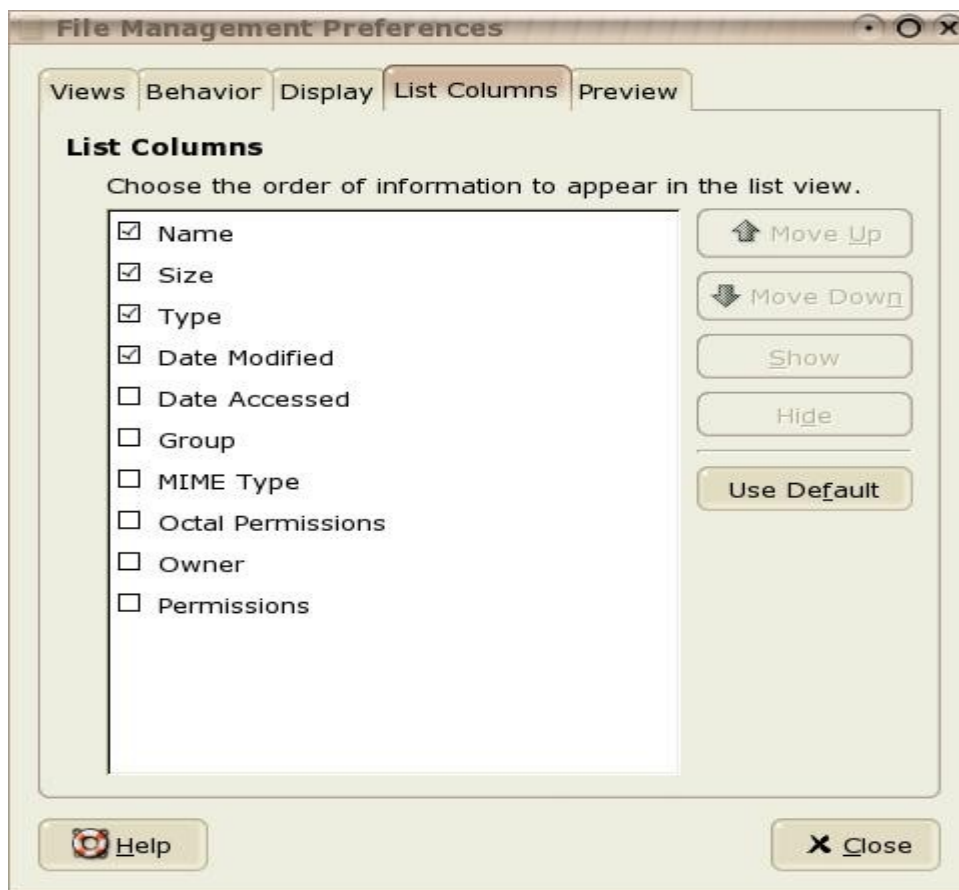 File Management Preferences
Views Behavior Display List Columns Preview
List Columns
Choose the order of information to appear in the list view.
Name
Size
Type
Date Modified
Date Accessed
Group
MIME Type
Octal Permissions
Owner
Permissions
Move Up
Move Down
Show
Hide
Use Default
Help
Close